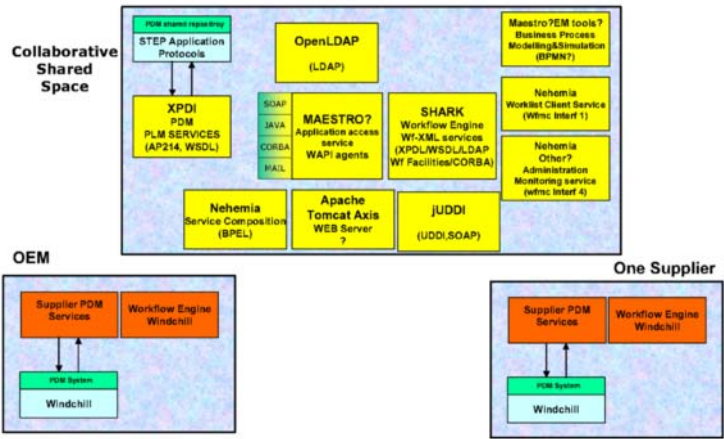 Collaborative
Shared
Space
PDM shared repository
STEP Application
Protocols
XPDI
PDM
PLM SERVICES
(AP214, WSDL)
OpenLDAP
(LDAP)
Maestro?EM tools?
Business Process
Modelling&Simulation
(BPMN?)
SOAP
JAVA
CORBA
MAIL
MAESTRO?
Application access
service
WAPI agents
SHARK
Workflow Engine
Wf-XML services
(XPDL/WSDL/LDAP
Wf Facilities/CORBA)
Nehemia
Worklist Client Service
(Wfmc Interf 1)
Nehemia
Other?
Administration
Monitoring service
(wfmc Interf 4)
Nehemia
Service Composition
(BPEL)
Apache
Tomcat Axis
WEB Server
?
jUDDI
(UDDI,SOAP)
OEM
Supplier PDM
Services
Workflow Engine
Windchill
PDM System
Windchill
One Supplier
Supplier PDM
Services
Workflow Engine
Windchill
PDM System
Windchill